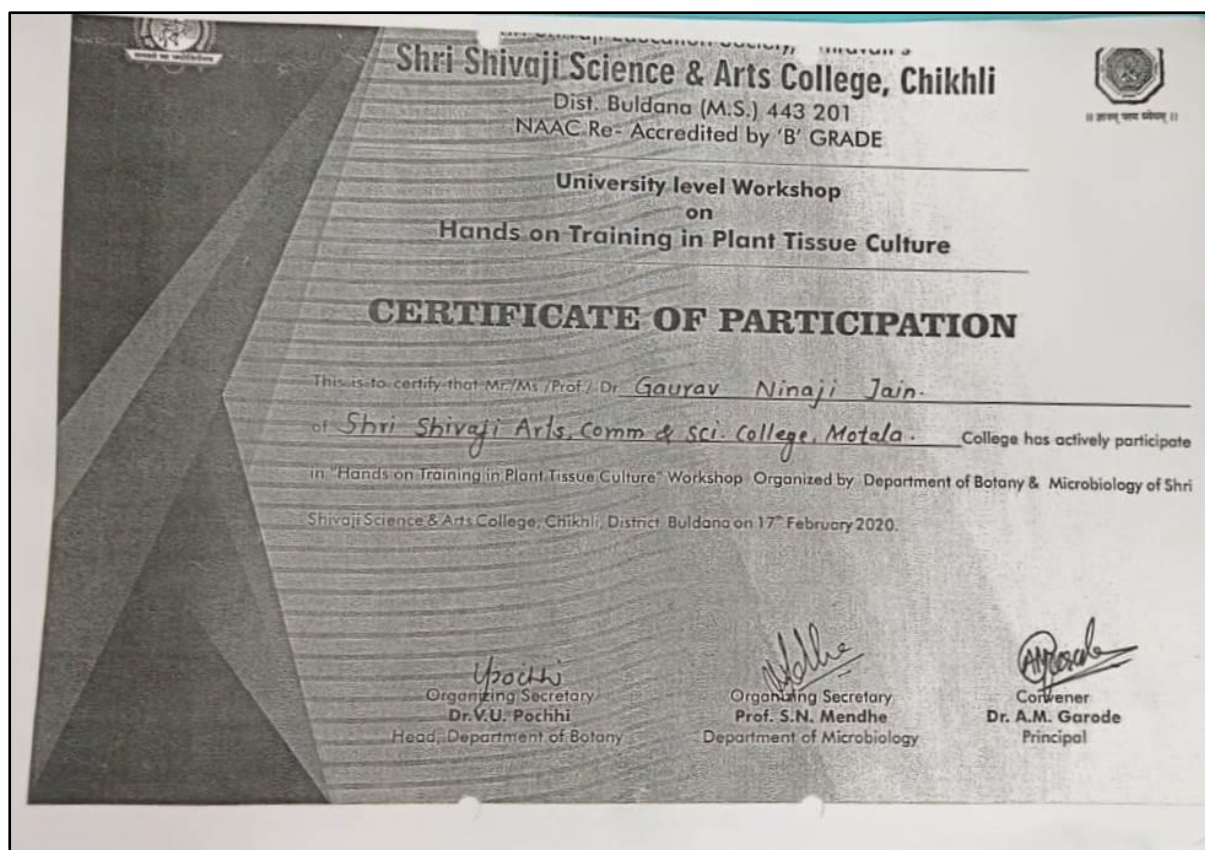 Shri Shivaji Science & Arts College, Chikhli
Dist. Buldana (M.S.) 443 201
NAAC Re- Accredited by 'B' GRADE
University level Workshop
on
Hands on Training in Plant Tissue Culture
CERTIFICATE OF PARTICIPATION
This is to certify that Mr./Ms./Prof./ Dr. Gaurav Ninaji Jain.
of Shri Shivaji Arts, Comm & Sci. College, Motala. College has actively participate
in "Hands on Training in Plant Tissue Culture" Workshop Organized by Department of Botany & Microbiology of Shri
Shivaji Science & Arts College, Chikhli, District Buldana on 17th February 2020.
Organizing Secretary
Dr.V.U. Pochhi
Head, Department of Botany
Organizing Secretary
Prof. S.N. Mendhe
Department of Microbiology
Convener
Dr. A.M. Garode
Principal